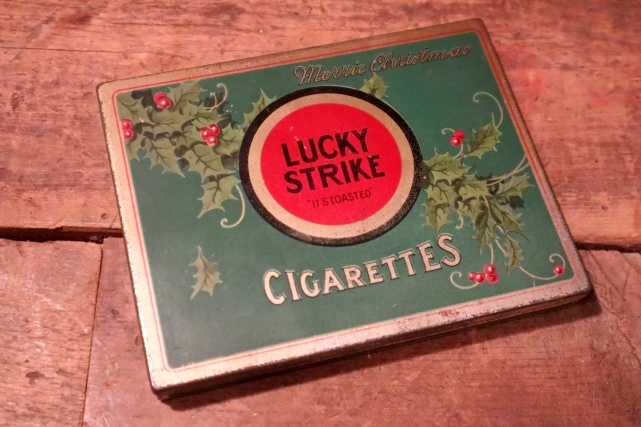 Merrie Christmas
LUCKY
STRIKE
"IT'S TOASTED"
CIGARETTES